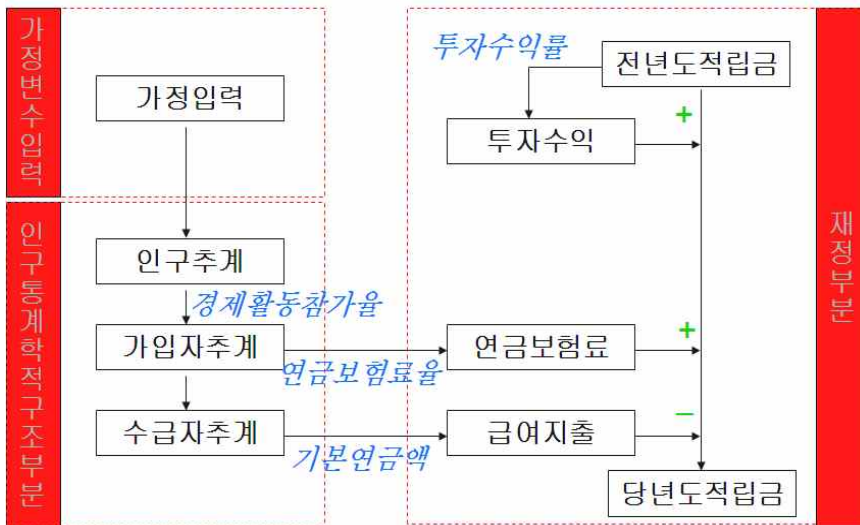 가정변수입력
가정입력
인구통계학적구조부분
인구추계
경제활동참가율
가입자추계
연금보험료율
수급자추계
기본연금액
투자수익률
전년도적립금
+
투자수익
+
연금보험료
−
급여지출
당년도적립금
재정부분